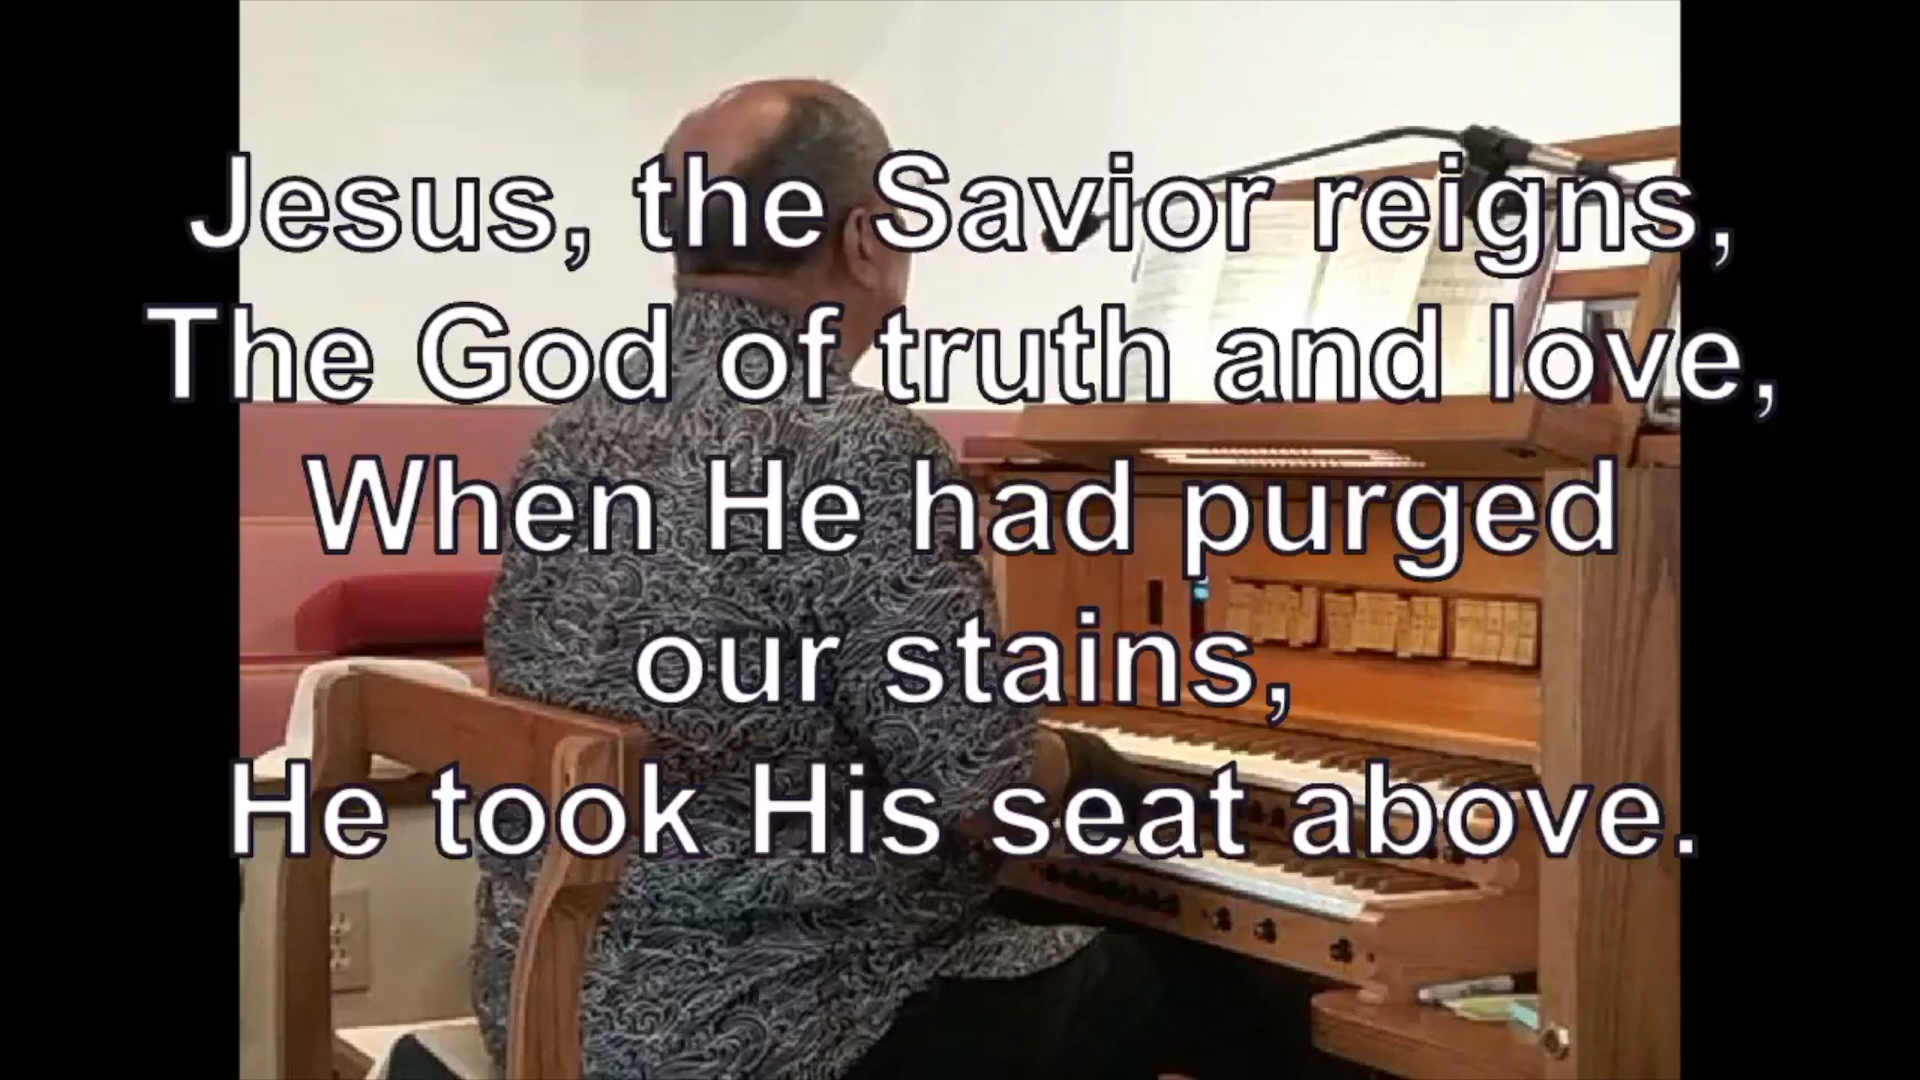 Jesus, the Savior reigns,
The God of truth and love,
When He had purged
our stains,
He took His seat above.